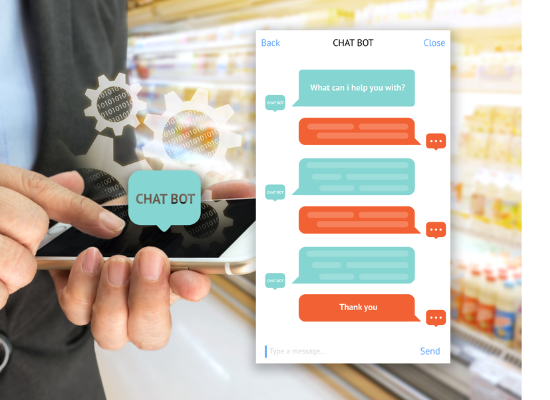 Back
CHAT BOT
Close
What can i help you with?
CHAT BOT
CHAT BOT
CHAT BOT
CHAT BOT
Thank you
Type a message...
Send